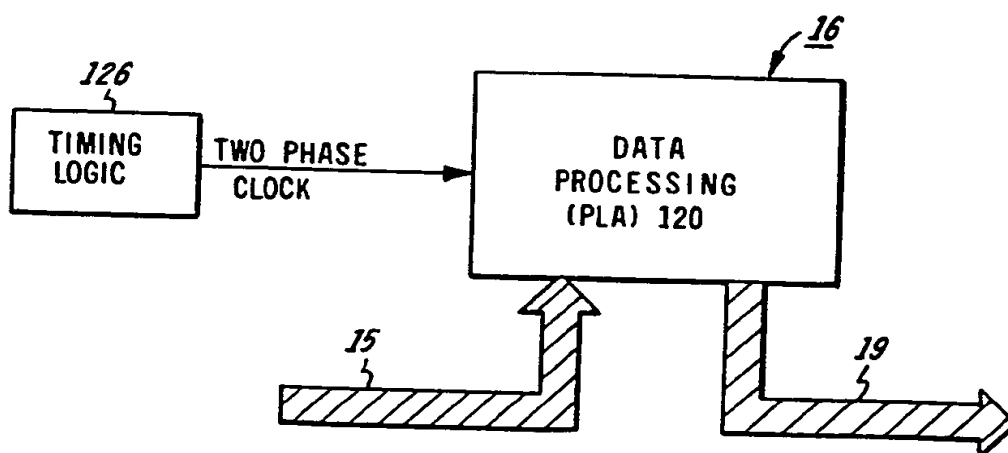 16
126
TIMING
LOGIC
TWO PHASE
CLOCK
DATA
PROCESSING
(PLA) 120
15
19